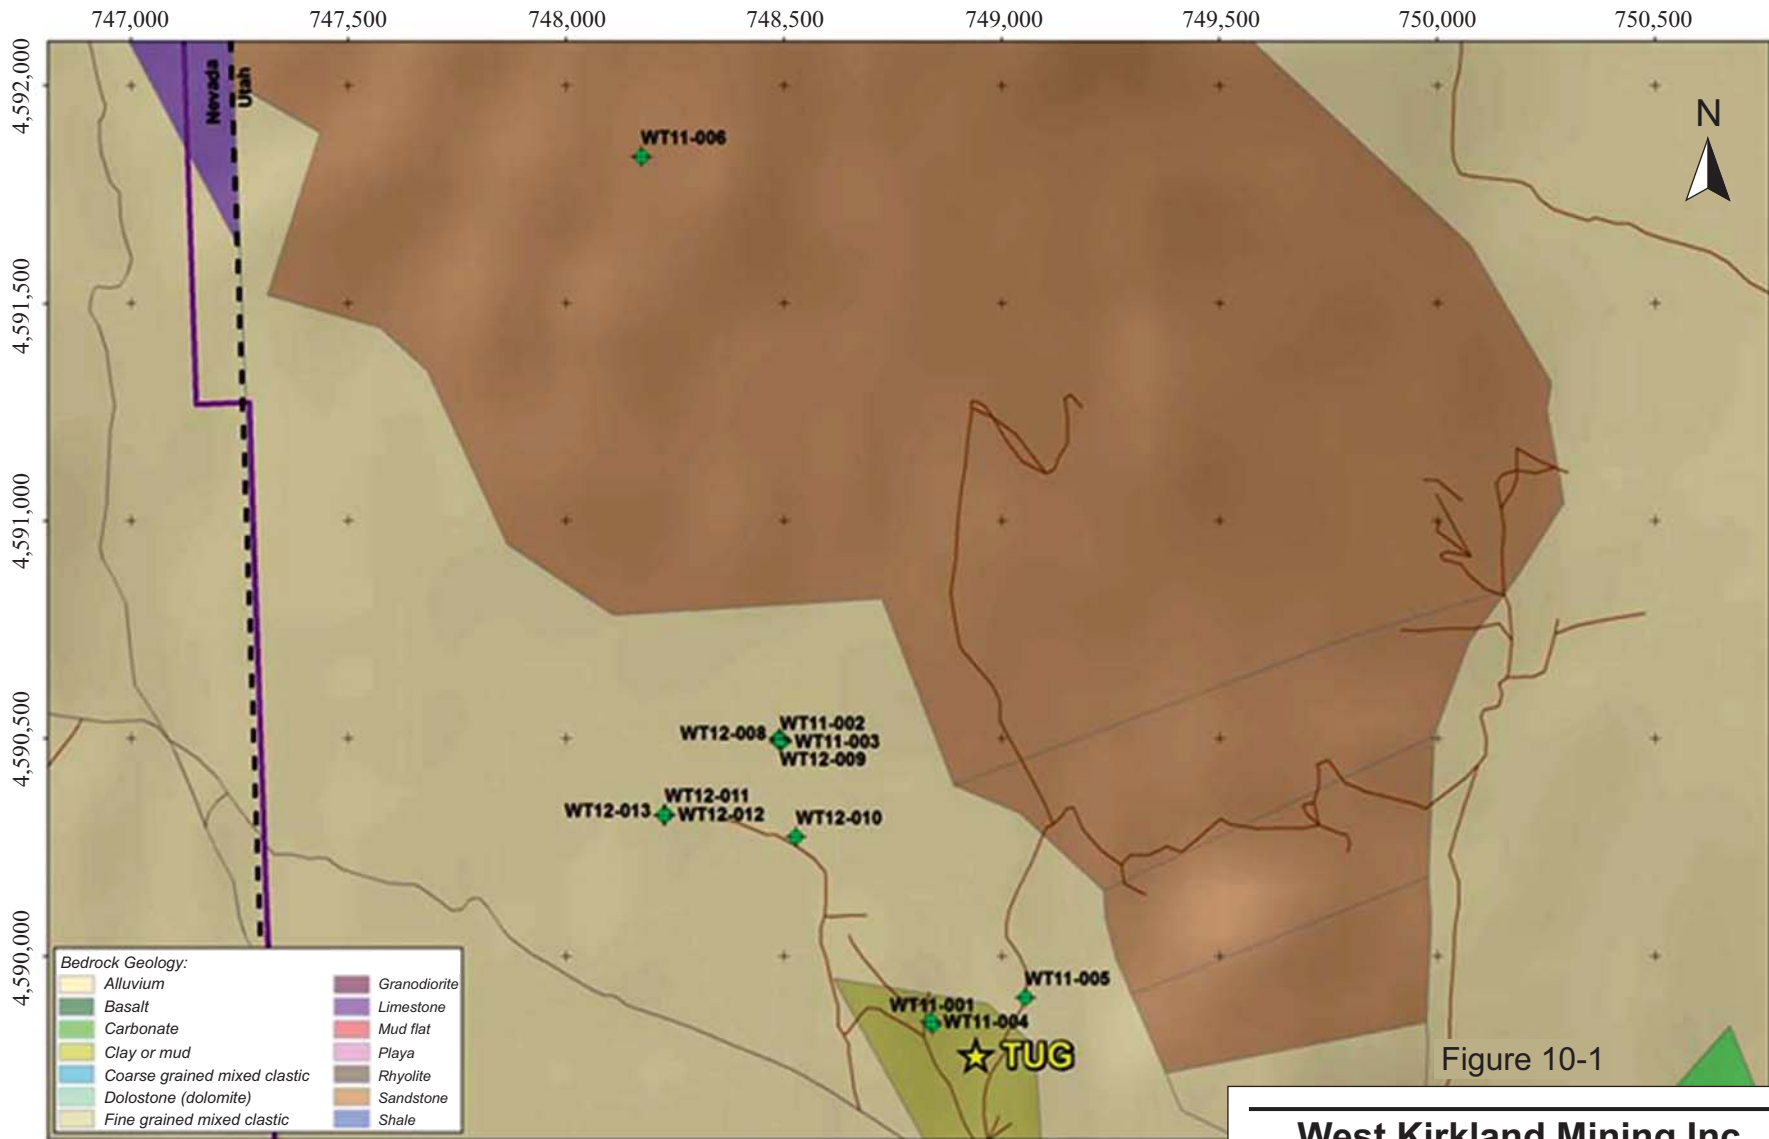 747,000 747,500 748,000 748,500 749,000 749,500 750,000 750,500
4,592,000
4,591,500
4,591,000
4,590,500
4,590,000
Nevada
Utah
N
WT11-006
WT11-002
WT12-008 WT11-003
WT12-009
WT12-011
WT12-013 WT12-012
WT12-010
WT11-005
WT11-001
WT11-004
TUG
Figure 10-1
West Kirkland Mining Inc.
Bedrock Geology:
Alluvium
Basalt
Carbonate
Clay or mud
Coarse grained mixed clastic
Dolostone (dolomite)
Fine grained mixed clastic
Granodiorite
Limestone
Mud flat
Playa
Rhyolite
Sandstone
Shale